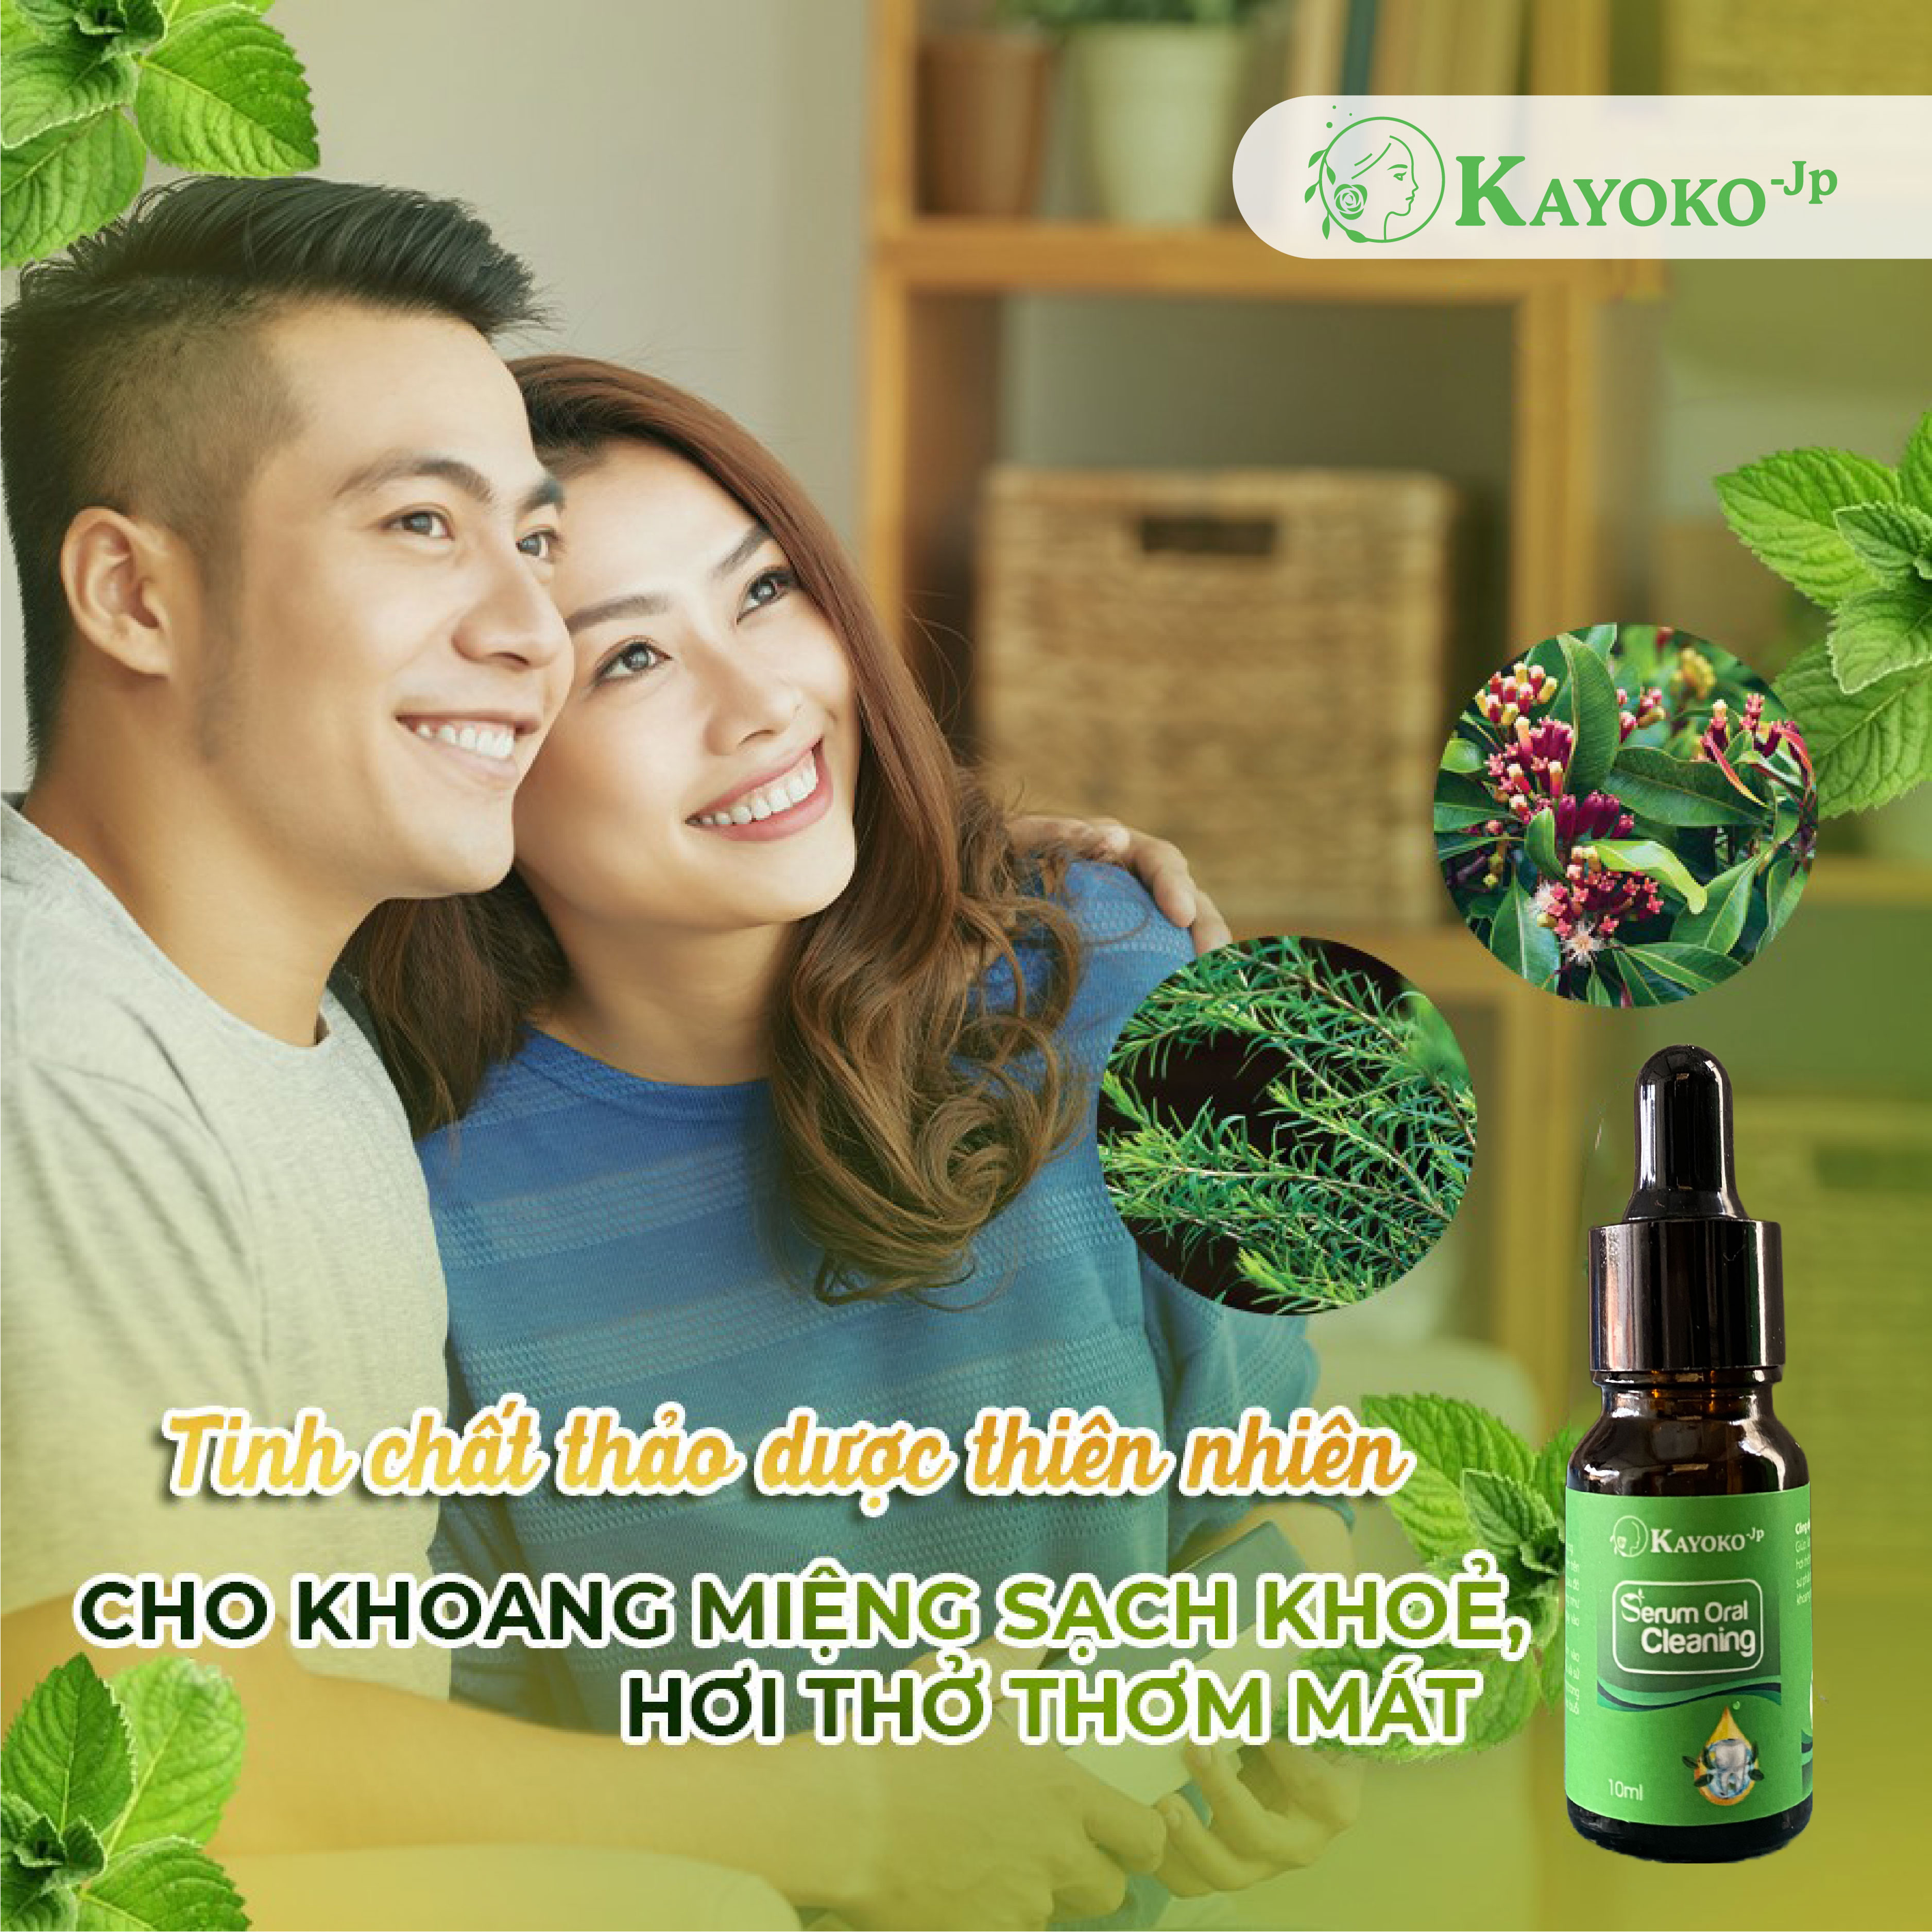 KAYOKO-Jp
Tinh chất thảo dược thiên nhiên
CHO KHOANG MIỆNG SẠCH KHOẺ,
HƠI THỞ THƠM MÁT
KAYOKO-Jp
Serum Oral
Cleaning
10ml